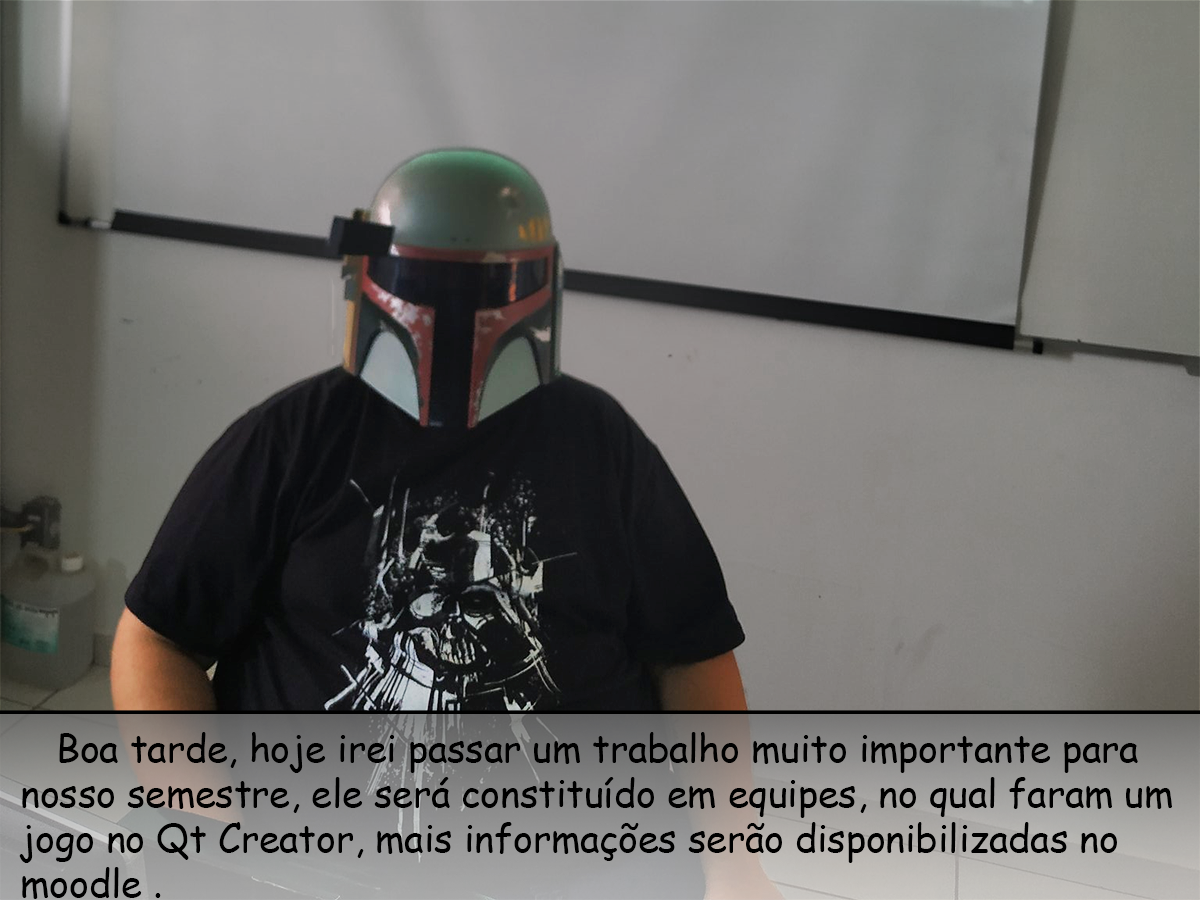 Boa tarde, hoje irei passar um trabalho muito importante para
nosso semestre, ele será constituído em equipes, no qual faram um
jogo no Qt Creator, mais informações serão disponibilizadas no
moodle .